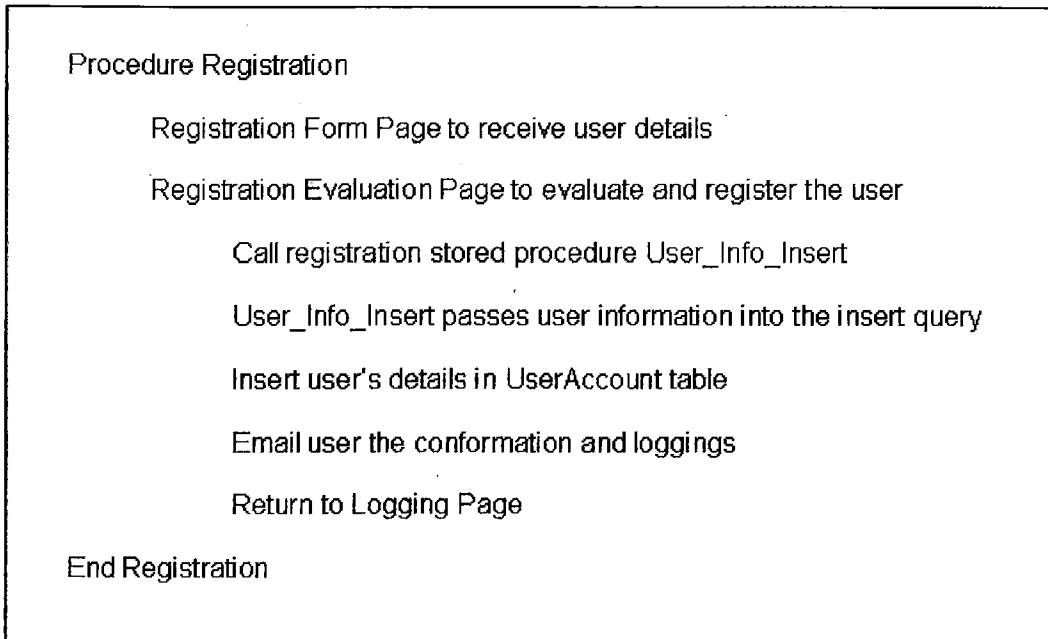 Procedure Registration
Registration Form Page to receive user details
Registration Evaluation Page to evaluate and register the user
Call registration stored procedure User_Info_Insert
User_Info_Insert passes user information into the insert query
Insert user's details in UserAccount table
Email user the conformation and loggings
Return to Logging Page
End Registration